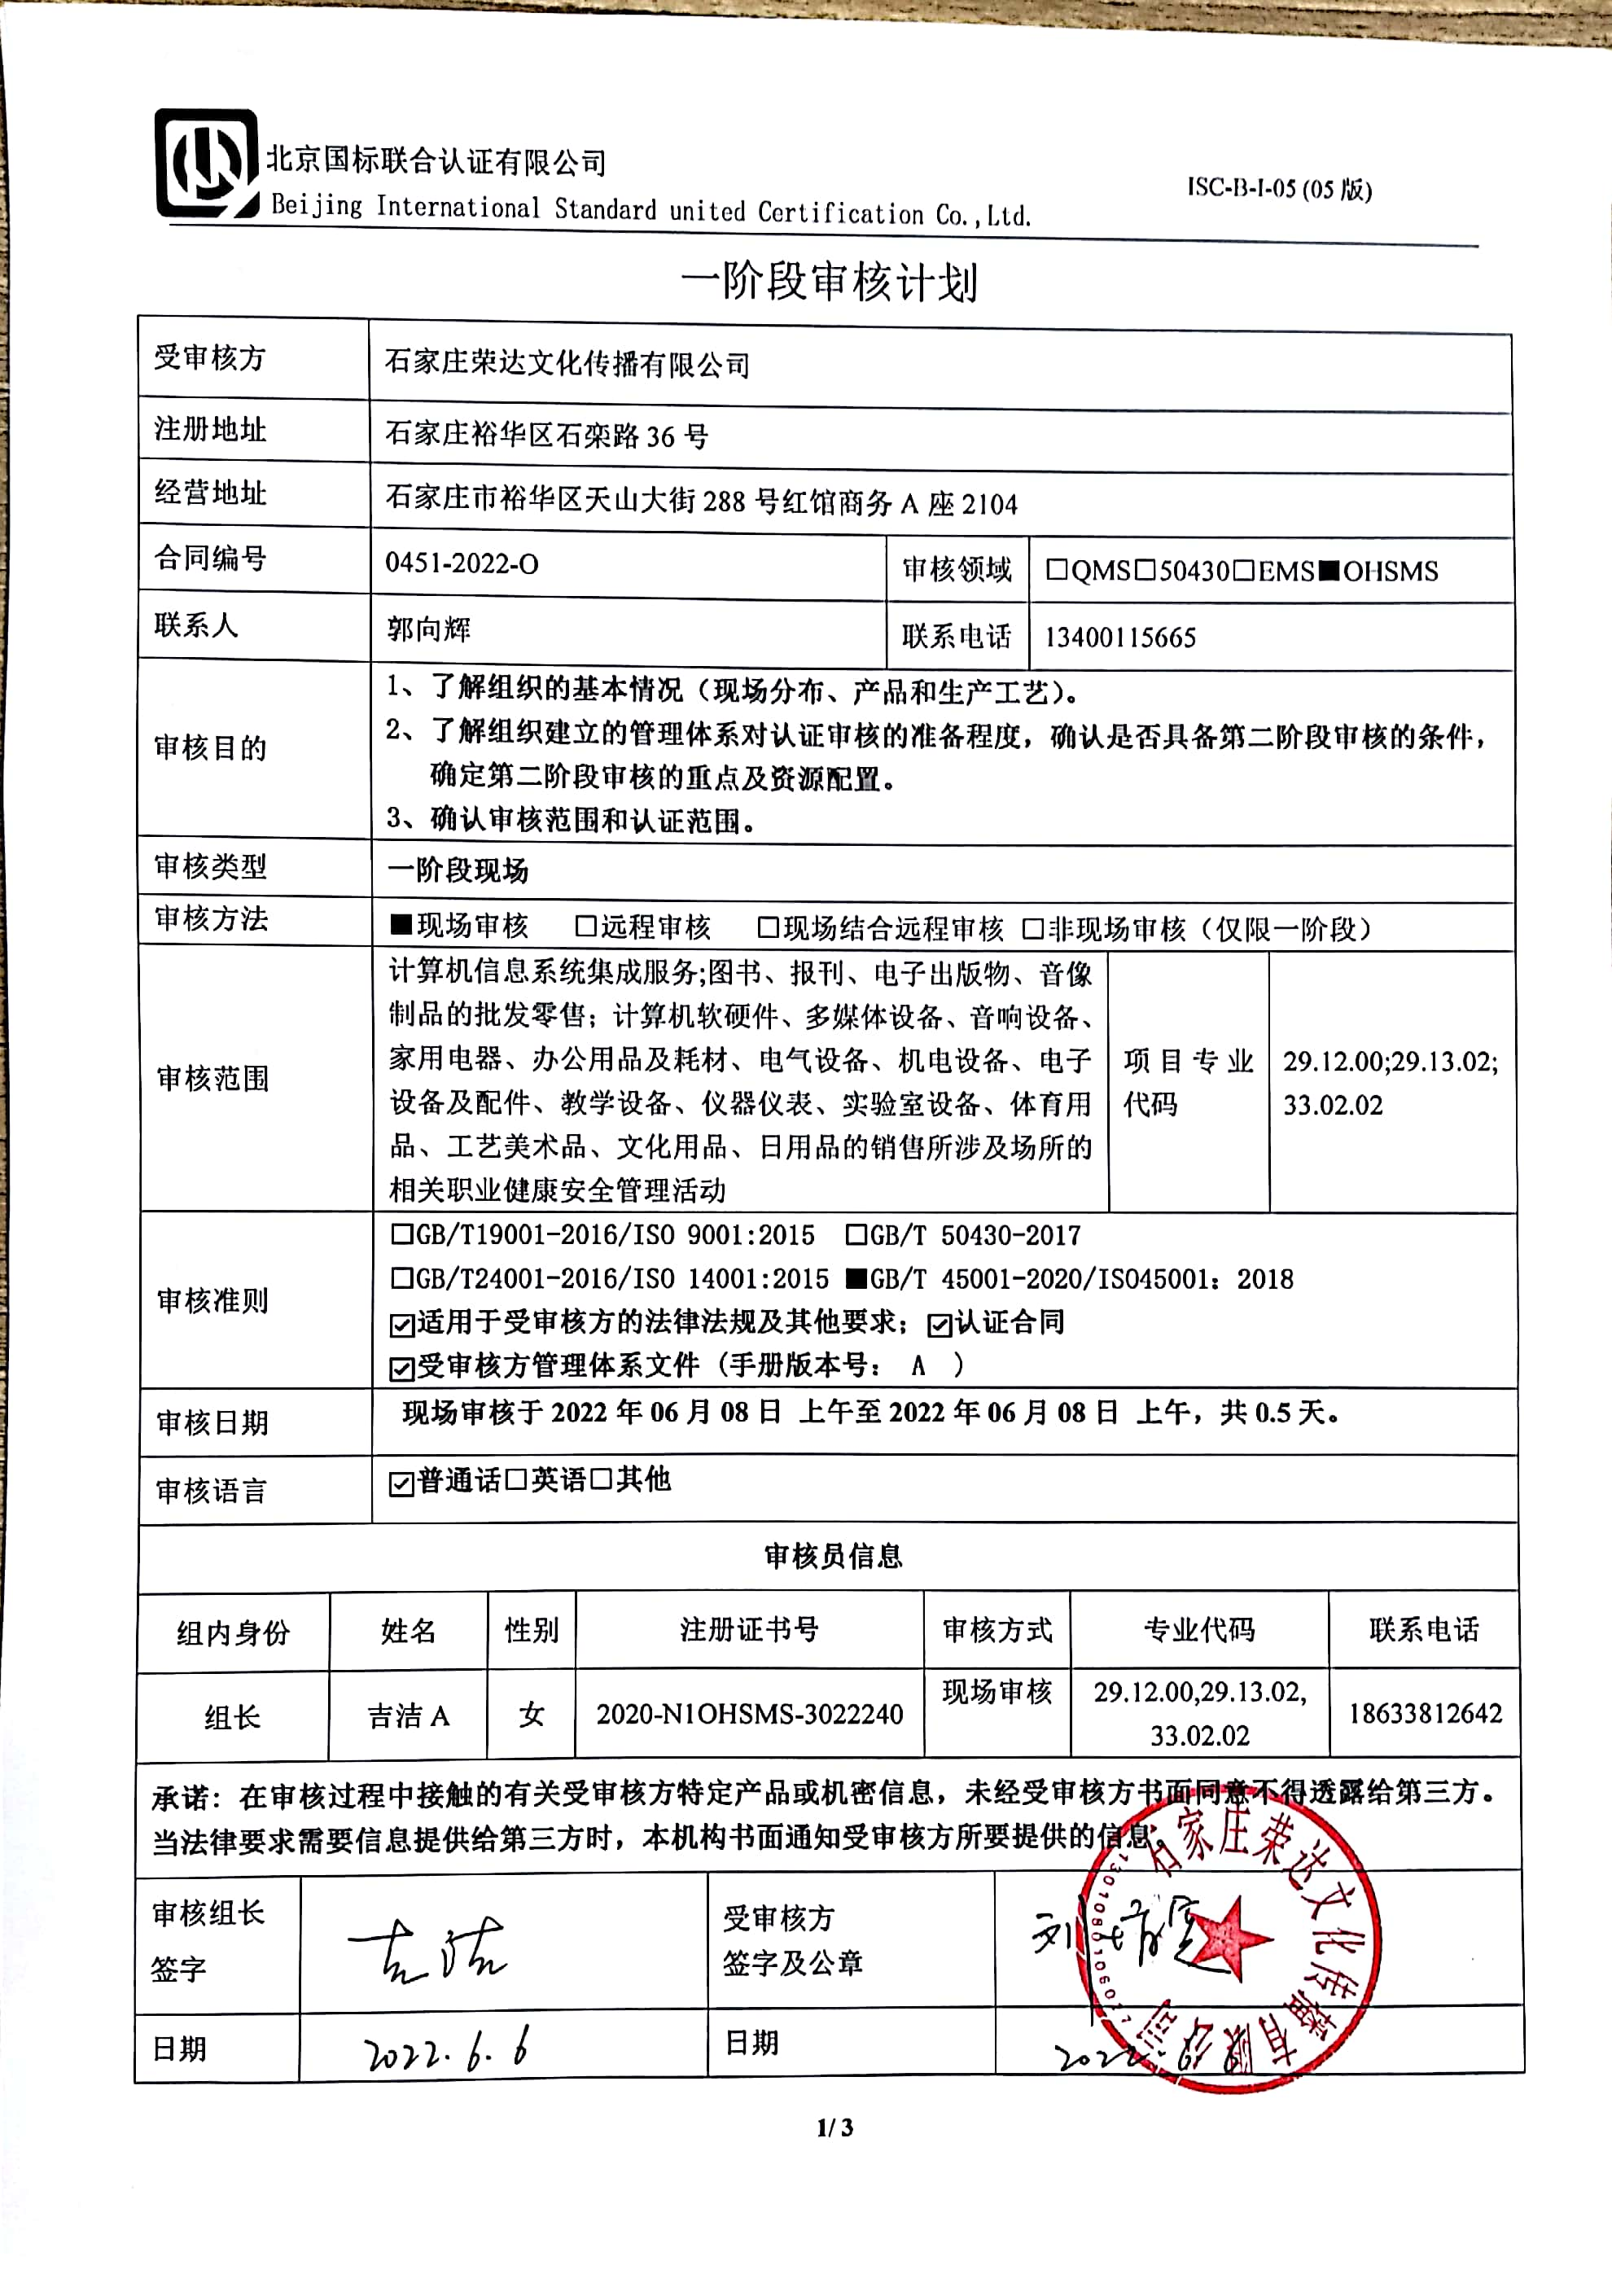 北京国标联合认证有限公司
Beijing International Standard united Certification Co.,Ltd.
ISC-B-I-05 (05 版)
一阶段审核计划
受审核方 石家庄荣达文化传播有限公司
注册地址 石家庄裕华区石栾路 36 号
经营地址 石家庄市裕华区天山大街 288 号红馆商务 A 座 2104
合同编号 0451-2022-O 审核领域 □QMS□50430□EMS■OHSMS
联系人 郭向辉 联系电话 13400115665
审核目的
1、了解组织的基本情况（现场分布、产品和生产工艺）。
2、了解组织建立的管理体系对认证审核的准备程度，确认是否具备第二阶段审核的条件，
确定第二阶段审核的重点及资源配置。
3、确认审核范围和认证范围。
审核类型 一阶段现场
审核方法 ■现场审核 □远程审核 □现场结合远程审核 □非现场审核（仅限一阶段）
审核范围
计算机信息系统集成服务;图书、报刊、电子出版物、音像
制品的批发零售；计算机软硬件、多媒体设备、音响设备、
家用电器、办公用品及耗材、电气设备、机电设备、电子
设备及配件、教学设备、仪器仪表、实验室设备、体育用
品、工艺美术品、文化用品、日用品的销售所涉及场所的
相关职业健康安全管理活动
项目专业
代码
29.12.00;29.13.02;
33.02.02
审核准则
□GB/T19001-2016/ISO 9001:2015 □GB/T 50430-2017
□GB/T24001-2016/ISO 14001:2015 ■GB/T 45001-2020/ISO45001：2018
☑适用于受审核方的法律法规及其他要求；☑认证合同
☑受审核方管理体系文件（手册版本号： A ）
审核日期 现场审核于 2022 年 06 月 08 日 上午至 2022 年 06 月 08 日 上午，共 0.5 天。
审核语言 ☑普通话□英语□其他
审核员信息
组内身份 姓名 性别 注册证书号 审核方式 专业代码 联系电话
组长 吉洁 A 女 2020-N1OHSMS-3022240 现场审核 29.12.00,29.13.02, 18633812642
33.02.02
承诺：在审核过程中接触的有关受审核方特定产品或机密信息，未经受审核方书面同意不得透露给第三方。
当法律要求需要信息提供给第三方时，本机构书面通知受审核方所要提供的信息。
审核组长
签字
吉洁
受审核方
签字及公章
石家庄荣达文化传播有限公司
日期 2022.6.6 日期 2022.6.6
1/ 3